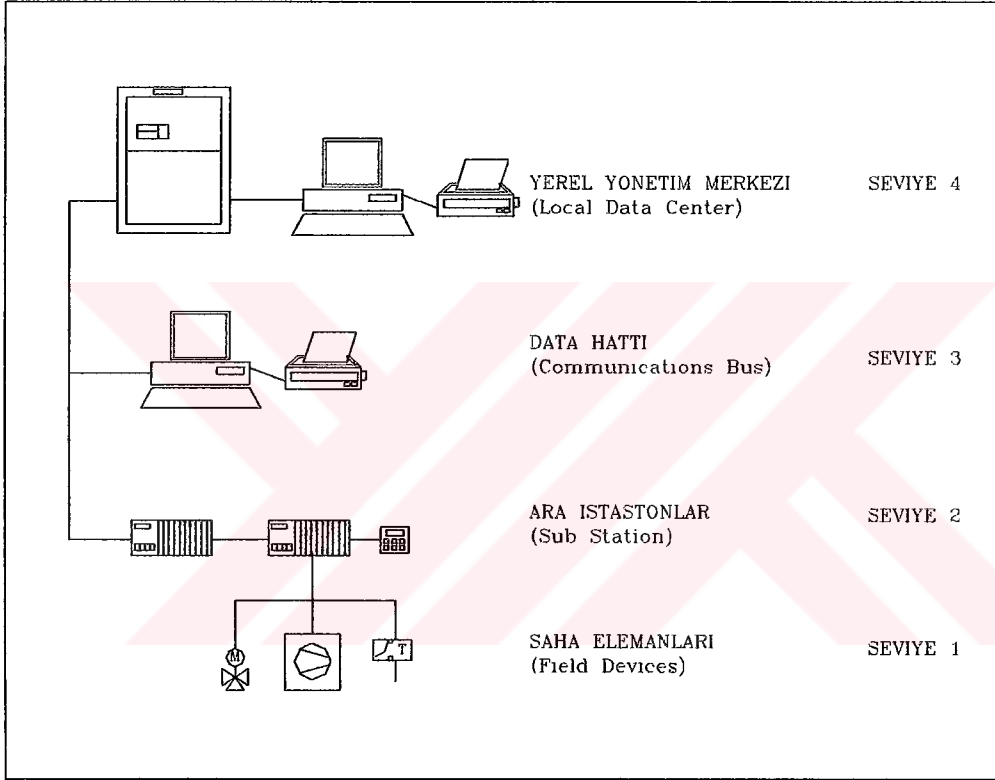 YEREL YONETIM MERKEZI SEVIYE 4
(Local Data Center)
DATA HATTI
(Communications Bus) SEVIYE 3
ARA ISTASTONLAR SEVIYE 2
(Sub Station)
M
T
SAHA ELEMANLARI SEVIYE 1
(Field Devices)